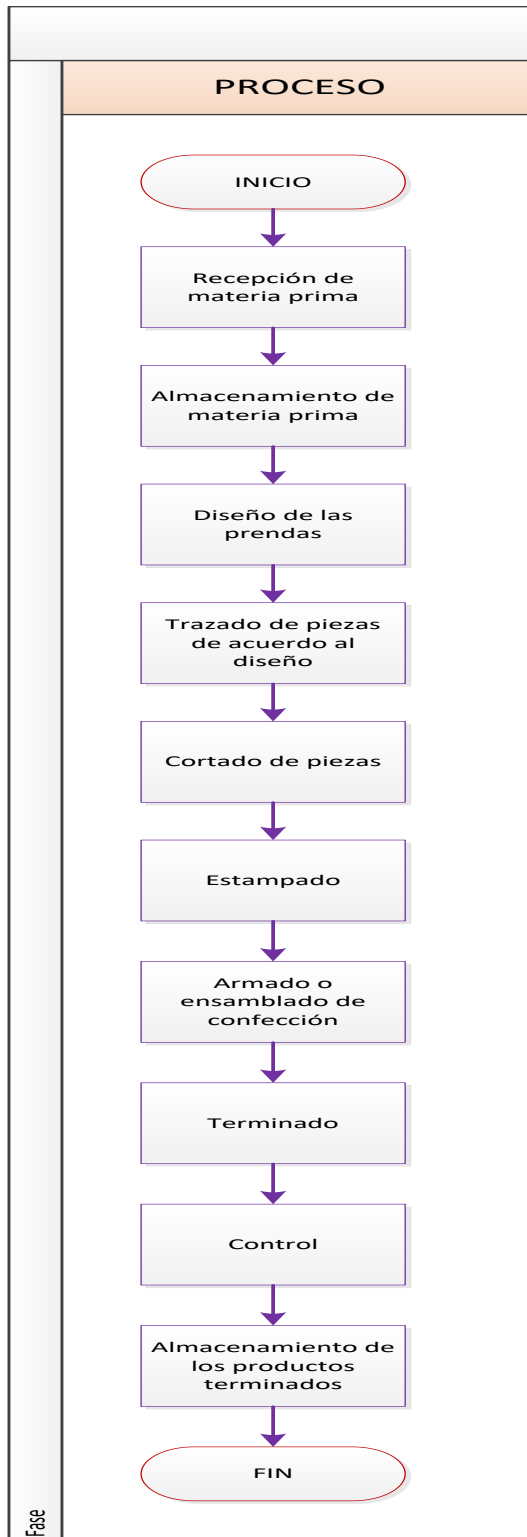 PROCESO
INICIO
Recepción de
materia prima
Almacenamiento de
materia prima
Diseño de las
prendas
Trazado de piezas
de acuerdo al
diseño
Cortado de piezas
Estampado
Armado o
ensamblado de
confección
Terminado
Control
Almacenamiento de
los productos
terminados
FIN
Fase